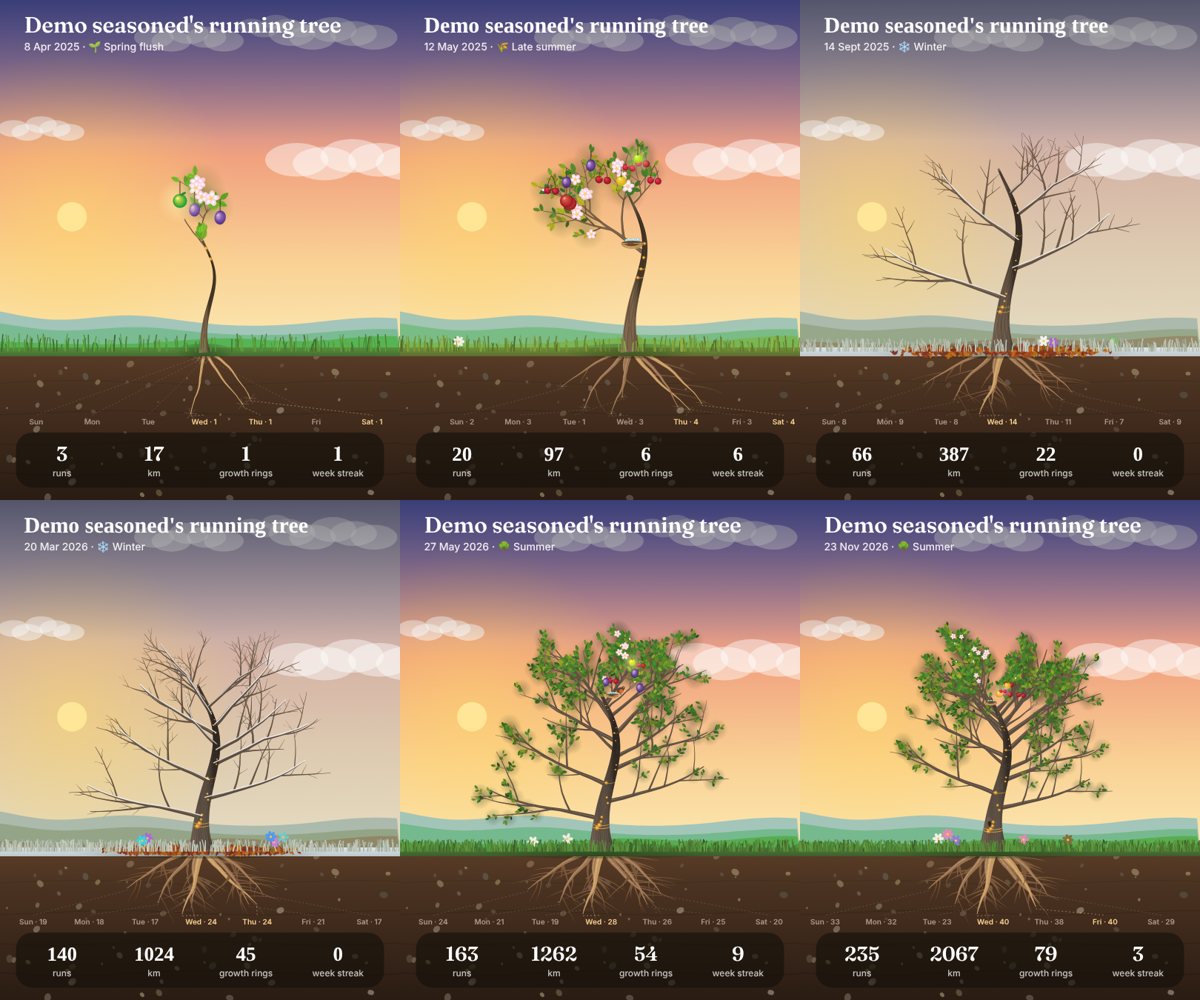 Demo seasoned's running tree
8 Apr 2025 · 🌱 Spring flush
Sun Mon Tue Wed · 1 Thu · 1 Fri Sat · 1
3 17 1 1
runs km growth rings week streak
Demo seasoned's running tree
12 May 2025 · 🌾 Late summer
Sun · 2 Mon · 3 Tue · 1 Wed · 3 Thu · 4 Fri · 3 Sat · 4
20 97 6 6
runs km growth rings week streak
Demo seasoned's running tree
14 Sept 2025 · ❄️ Winter
Sun · 8 Mon · 9 Tue · 8 Wed · 14 Thu · 11 Fri · 7 Sat · 9
66 387 22 0
runs km growth rings week streak
Demo seasoned's running tree
20 Mar 2026 · ❄️ Winter
Sun · 19 Mon · 18 Tue · 17 Wed · 24 Thu · 24 Fri · 21 Sat · 17
140 1024 45 0
runs km growth rings week streak
Demo seasoned's running tree
27 May 2026 · 🌳 Summer
Sun · 24 Mon · 21 Tue · 19 Wed · 28 Thu · 26 Fri · 25 Sat · 20
163 1262 54 9
runs km growth rings week streak
Demo seasoned's running tree
23 Nov 2026 · 🌳 Summer
Sun · 33 Mon · 32 Tue · 23 Wed · 40 Thu · 38 Fri · 40 Sat · 29
235 2067 79 3
runs km growth rings week streak